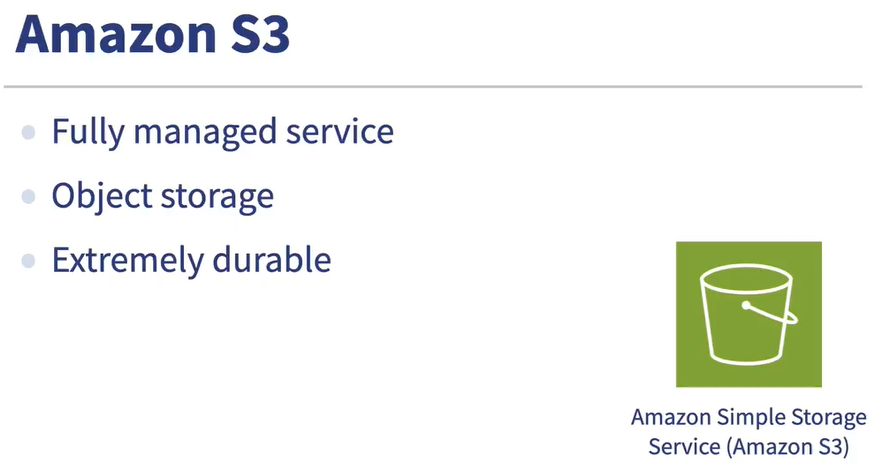 Amazon S3
Fully managed service
Object storage
Extremely durable
Amazon Simple Storage
Service (Amazon S3)